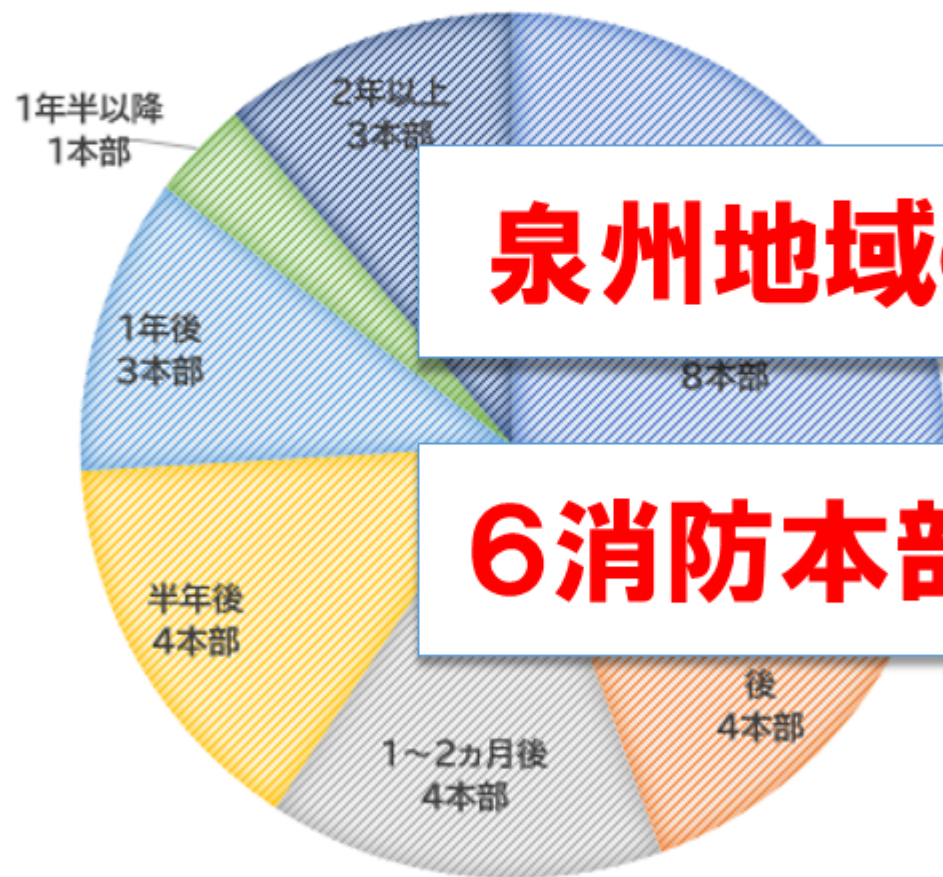 2年以上
3本部
1年半以降
1本部
泉州地域
1年後
3本部
8本部
6消防本部
半年後
4本部
後
4本部
1～2ヵ月後
4本部